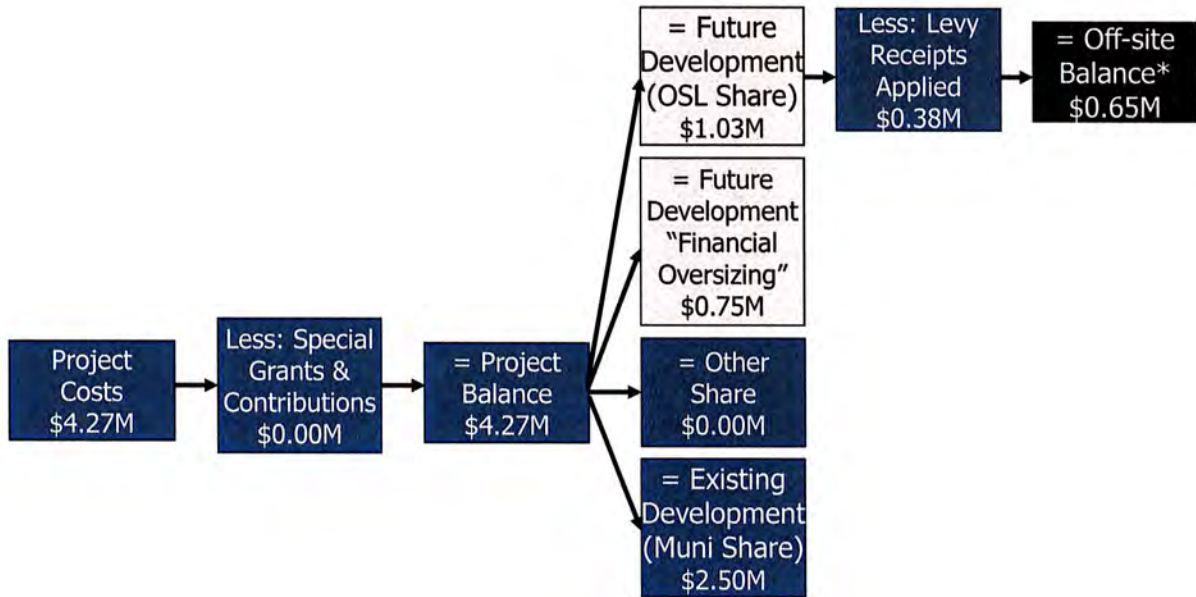 Project
Costs
$4.27M
Less: Special
Grants &
Contributions
$0.00M
= Project
Balance
$4.27M
= Future
Development
(OSL Share)
$1.03M
Less: Levy
Receipts
Applied
$0.38M
= Off-site
Balance*
$0.65M
= Future
Development
“Financial
Oversizing”
$0.75M
= Other
Share
$0.00M
= Existing
Development
(Muni Share)
$2.50M